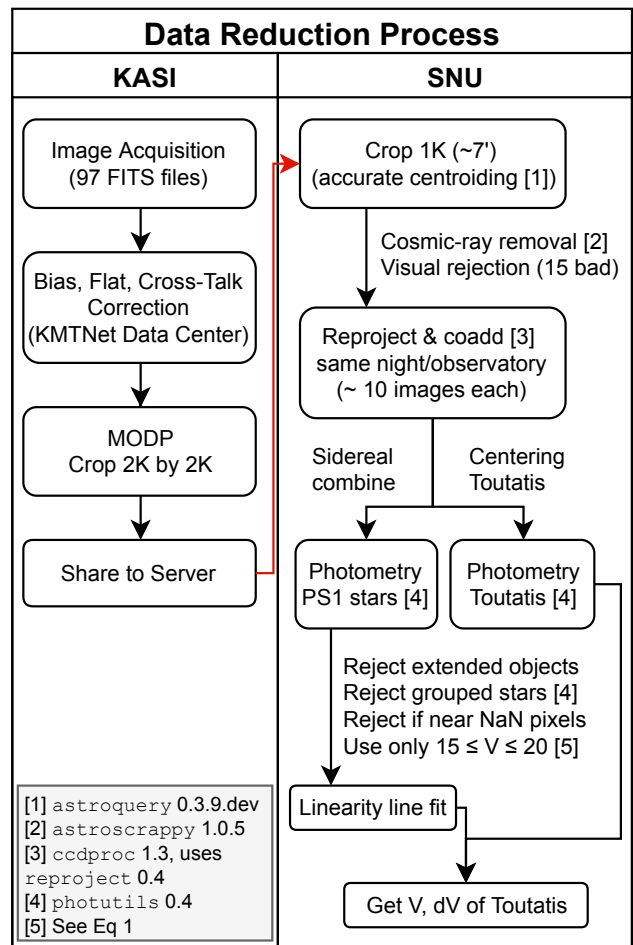 Data Reduction Process
KASI
SNU
Image Acquisition
(97 FITS files)
Bias, Flat, Cross-Talk
Correction
(KMTNet Data Center)
MODP
Crop 2K by 2K
Share to Server
[1] astroquery 0.3.9.dev
[2] astroscrappy 1.0.5
[3] ccdproc 1.3, uses
reproject 0.4
[4] photutils 0.4
[5] See Eq 1
Crop 1K (~7')
(accurate centroiding [1])
Cosmic-ray removal [2]
Visual rejection (15 bad)
Reproject & coadd [3]
same night/observatory
(~ 10 images each)
Sidereal
combine
Centering
Toutatis
Photometry
PS1 stars [4]
Photometry
Toutatis [4]
Reject extended objects
Reject grouped stars [4]
Reject if near NaN pixels
Use only 15 ≤ V ≤ 20 [5]
Linearity line fit
Get V, dV of Toutatis